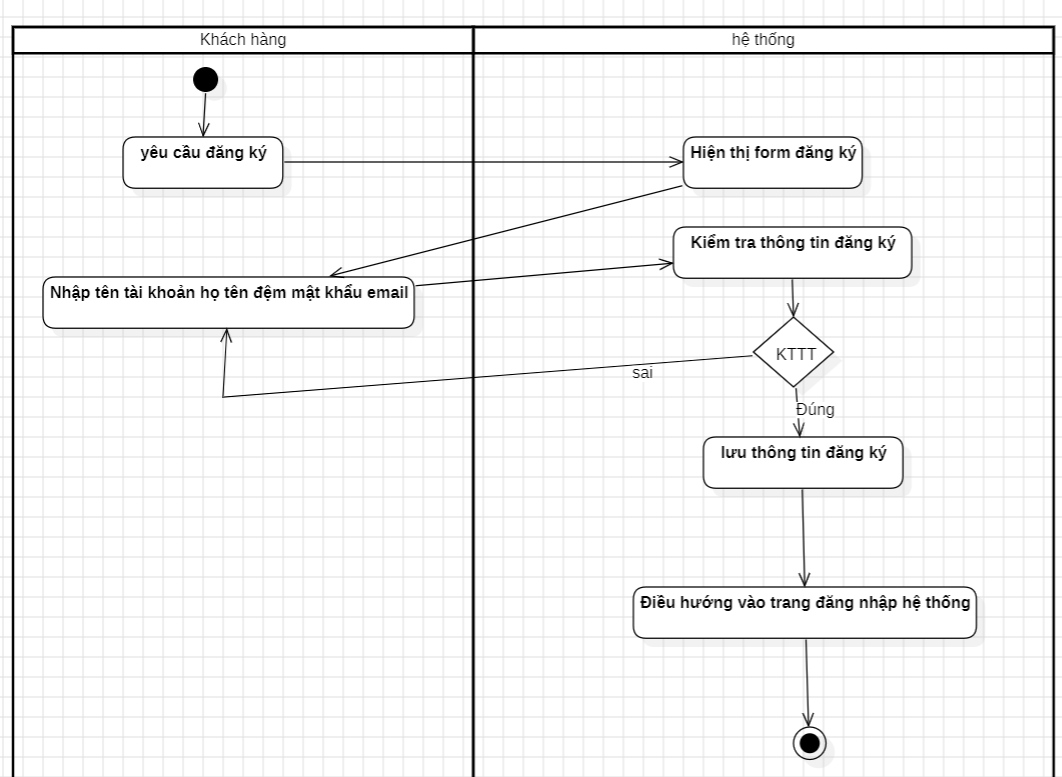 Khách hàng
hệ thống
yêu cầu đăng ký
Hiện thị form đăng ký
Kiểm tra thông tin đăng ký
Nhập tên tài khoản họ tên đệm mật khẩu email
KTTT
sai
Đúng
lưu thông tin đăng ký
Điều hướng vào trang đăng nhập hệ thống